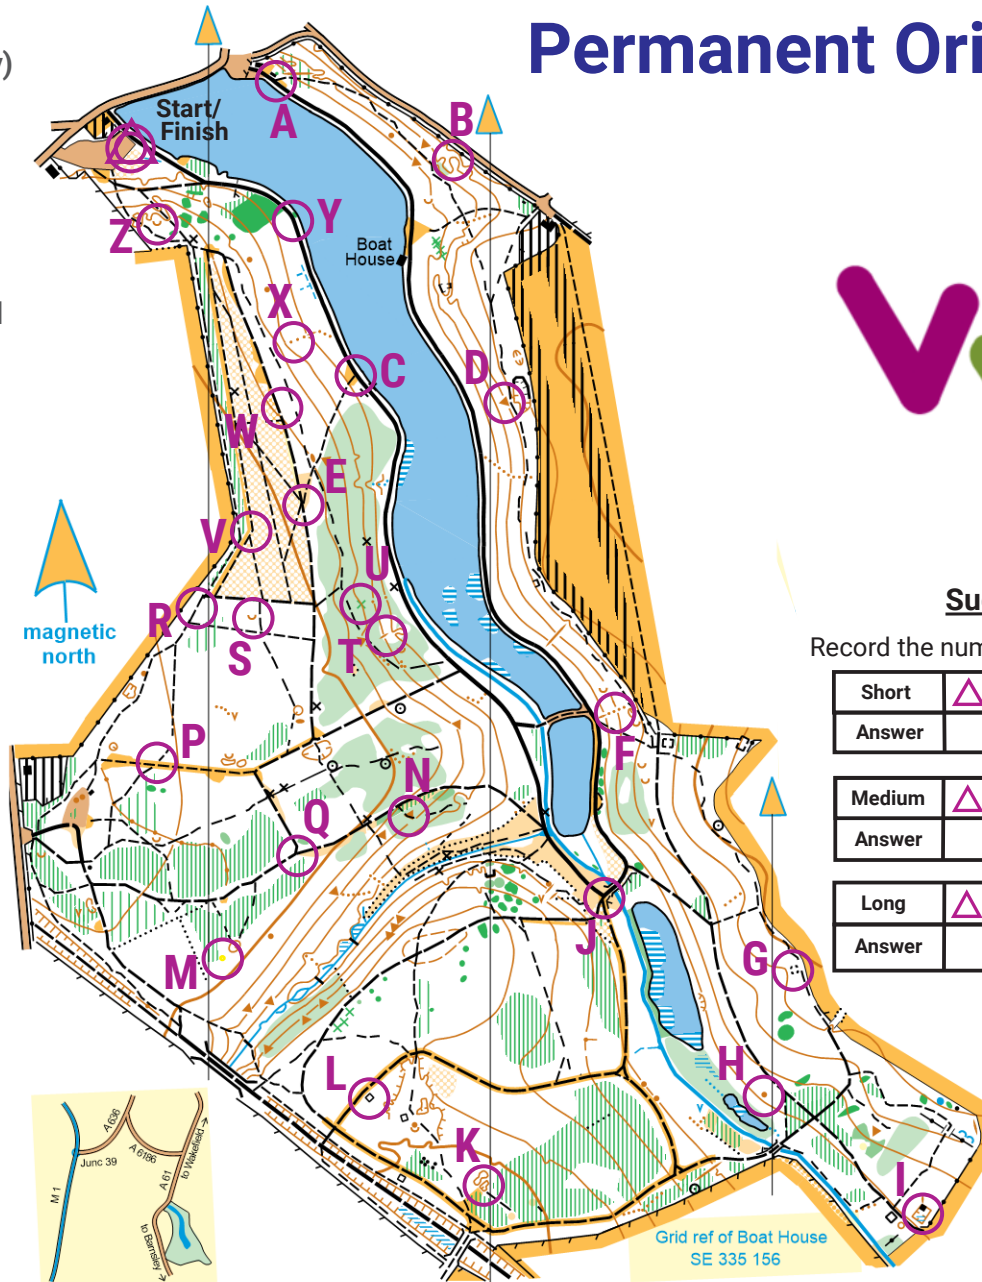 Permanent Ori
y)
Start/
Finish
A
B
Z
Y
Boat
House
X
C
D
W
E
V
U
R
S
T
magnetic
north
Su
Record the num
Short
Answer
P
F
N
Medium
Answer
Q
Long
Answer
J
M
G
H
L
K
I
A 636
A 6186
Junc 39
M 1
A 61
to Wakefield
to Barnsley
Grid ref of Boat House
SE 335 156